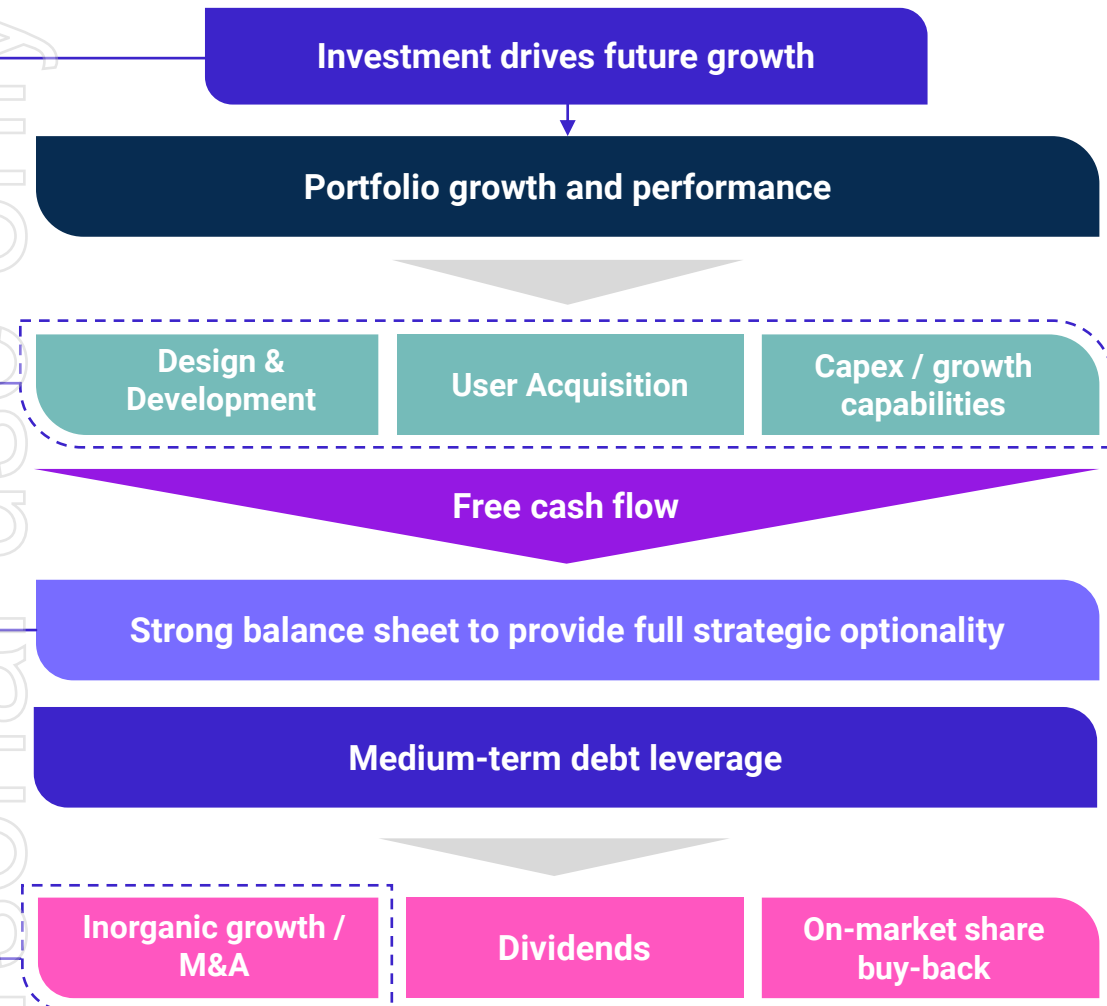 Investment drives future growth
Portfolio growth and performance
Design &
Development
User Acquisition
Capex / growth
capabilities
Free cash flow
Strong balance sheet to provide full strategic optionality
Medium-term debt leverage
Inorganic growth /
M&A
Dividends
On-market share
buy-back